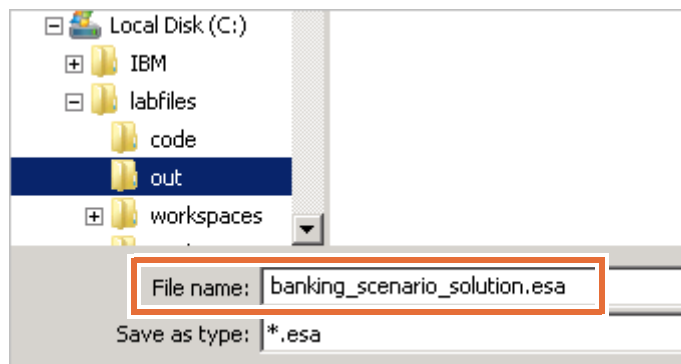 Local Disk (C:)
IBM
labfiles
code
out
workspaces
File name: banking_scenario_solution.esa
Save as type: *.esa